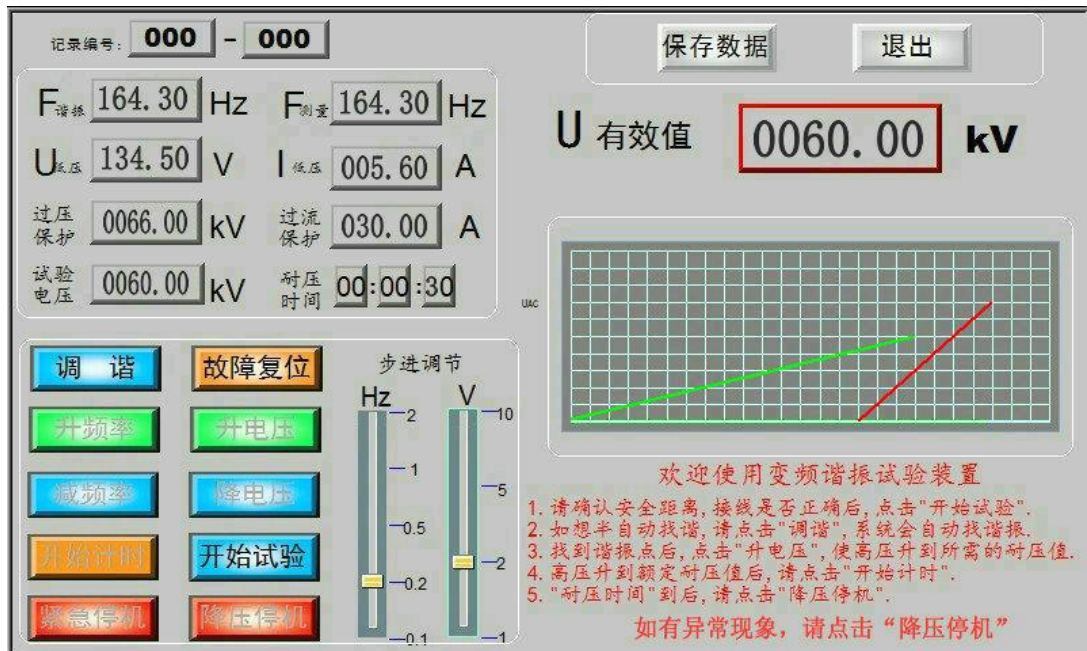 记录编号: 000 - 000
保存数据 退出
F谐振 164.30 Hz F测量 164.30 Hz
U有效值 0060.00 kV
U低压 134.50 V I低压 005.60 A
过压保护 0066.00 kV 过流保护 030.00 A
试验电压 0060.00 kV 耐压时间 00:00:30
UAC
调 谐 故障复位 步进调节
Hz V
升频率 升电压
2 10
1
减频率 降电压
5
0.5
开始计时 开始试验
2
0.2
紧急停机 降压停机
0.1 1
欢迎使用变频谐振试验装置
1. 请确认安全距离,接线是否正确后,点击"开始试验".
2. 如想半自动找谐,请点击"调谐",系统会自动找谐振.
3. 找到谐振点后,点击"升电压",使高压升到所需的耐压值.
4. 高压升到额定耐压值后,请点击"开始计时".
5. "耐压时间"到后,请点击"降压停机".
如有异常现象，请点击“降压停机”